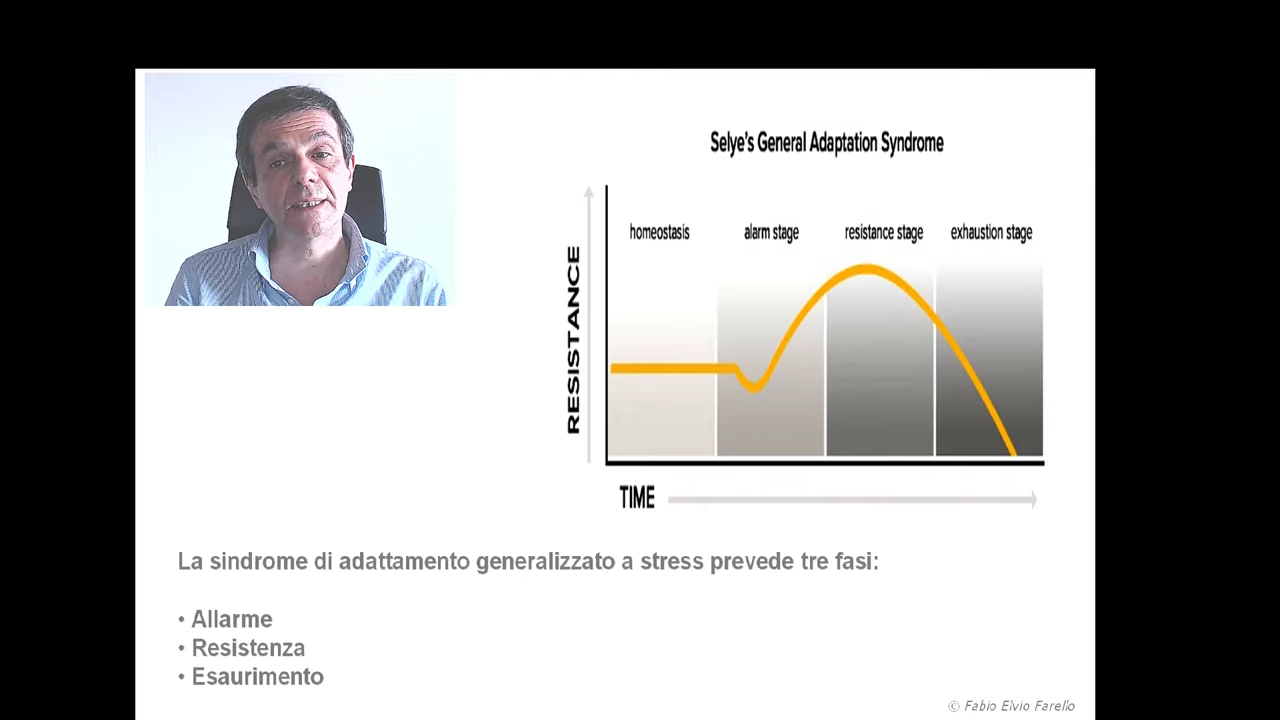 Selye's General Adaptation Syndrome
homeostasis
alarm stage
resistance stage
exhaustion stage
RESISTANCE
TIME
La sindrome di adattamento generalizzato a stress prevede tre fasi:
• Allarme
• Resistenza
• Esaurimento
© Fabio Elvio Farello